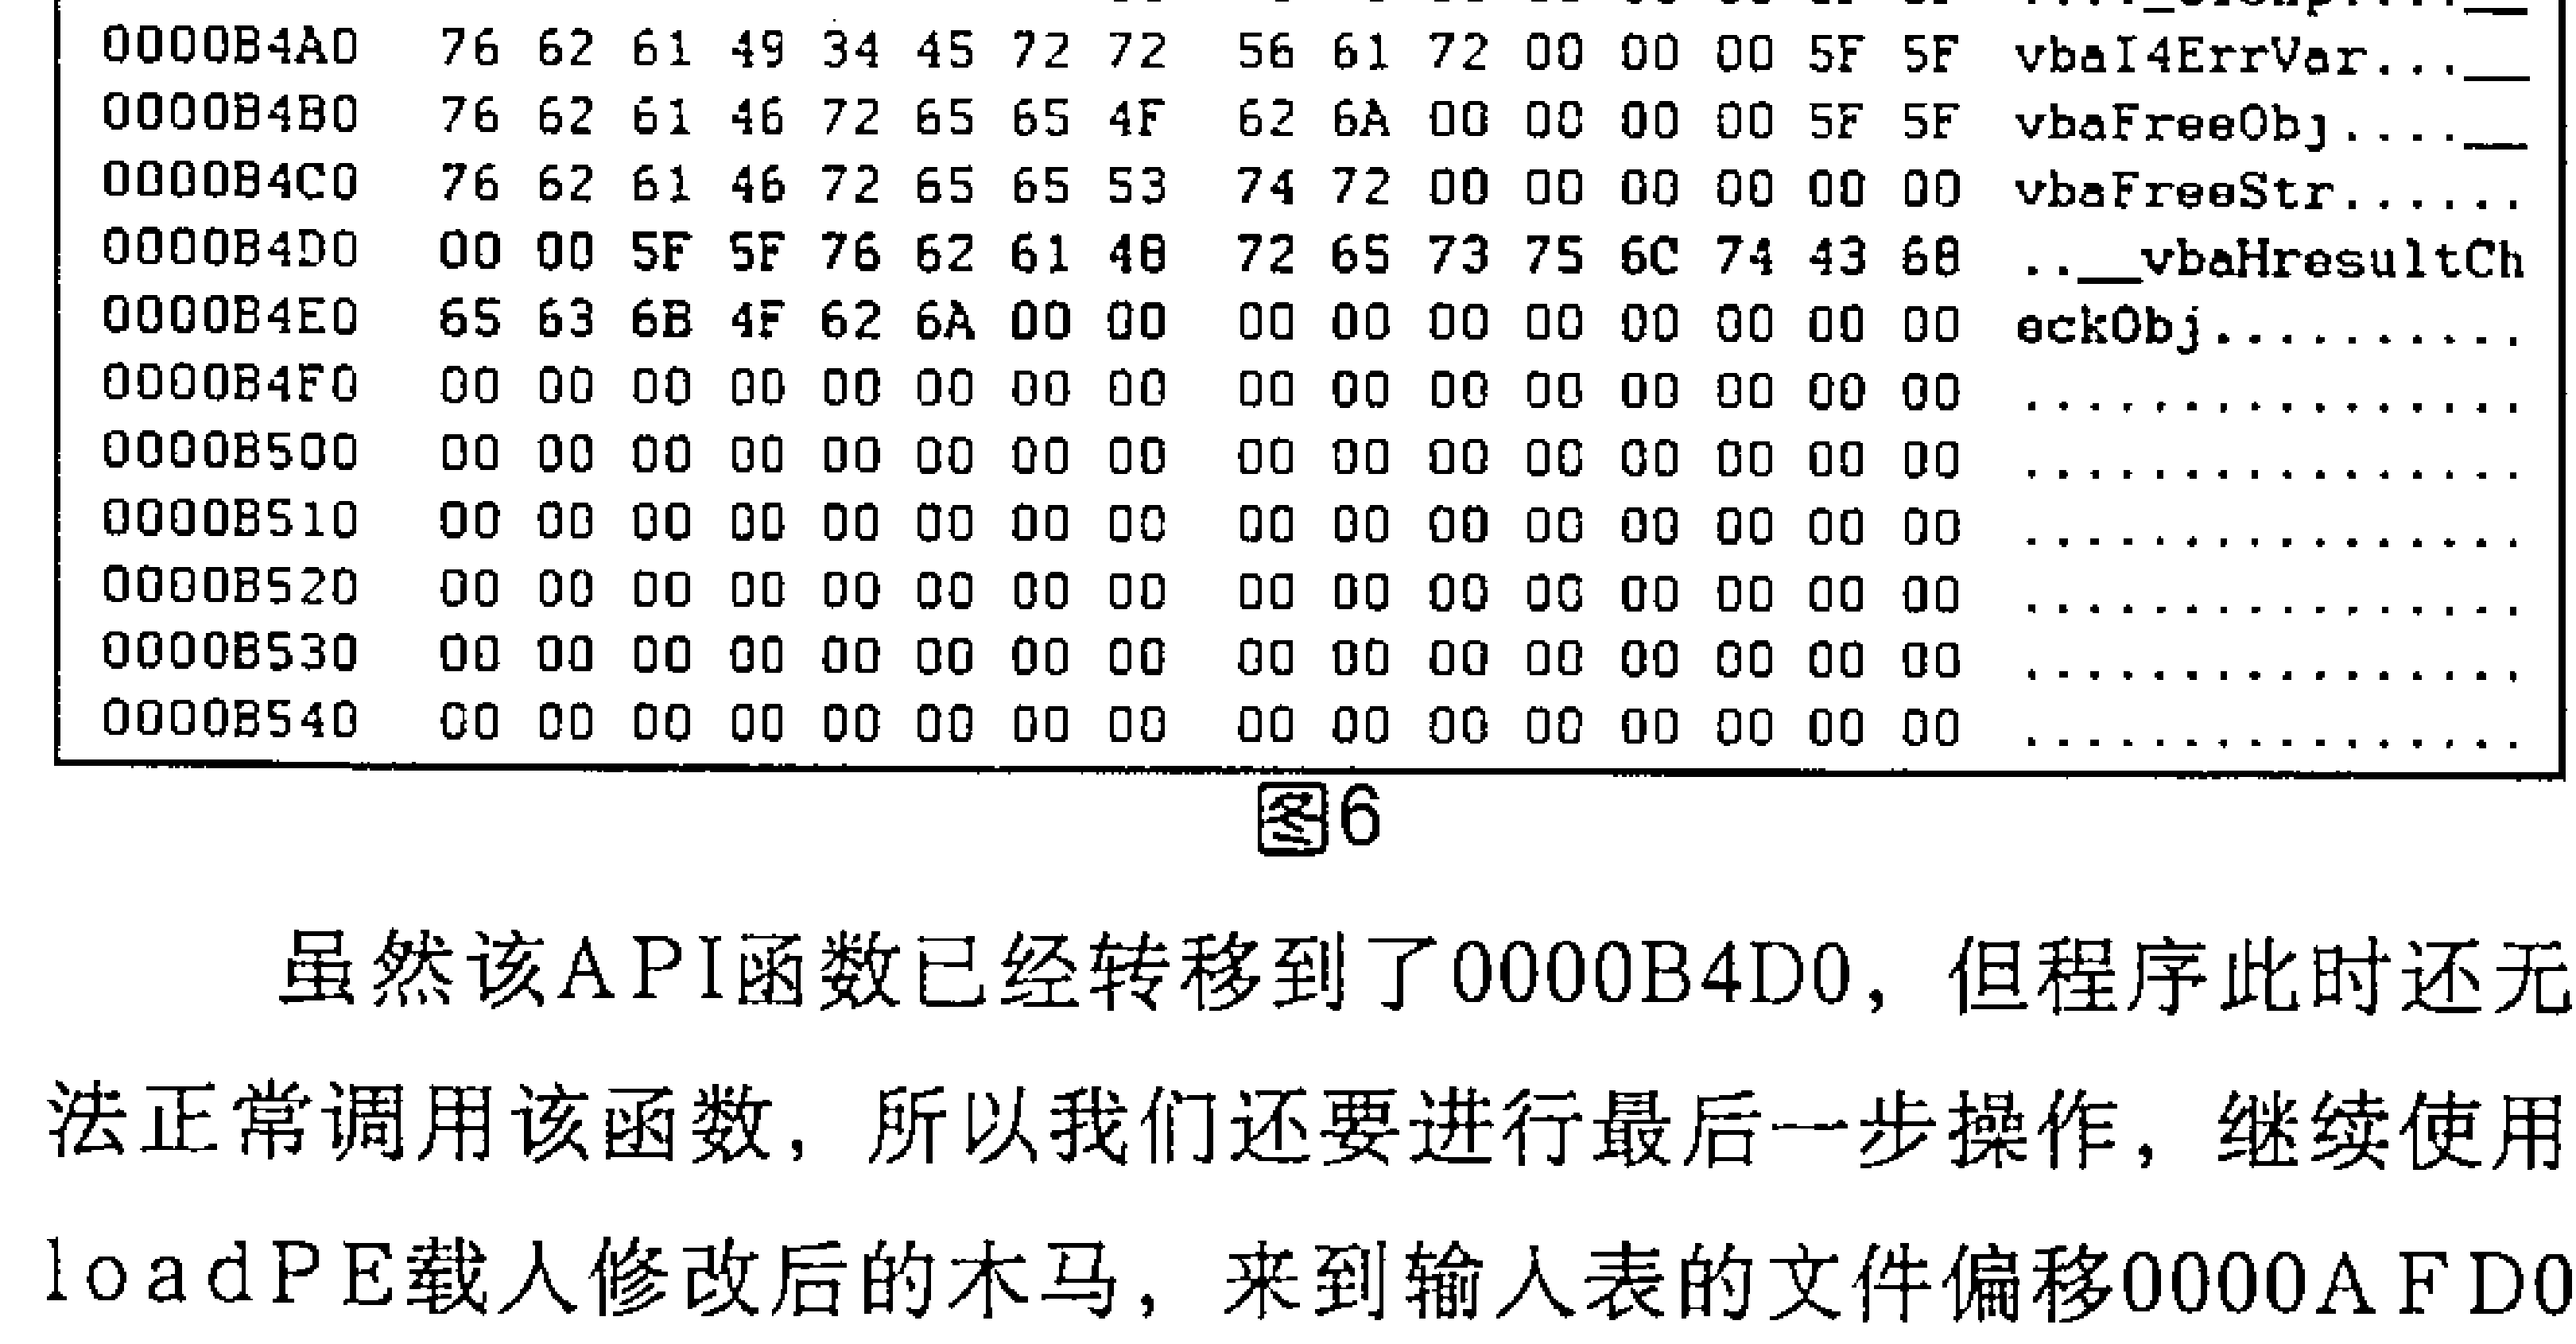 0000B4A0 76 62 61 49 34 45 72 72 56 61 72 00 00 00 5F 5F vbaI4ErrVar...__
0000B4B0 76 62 61 46 72 65 65 4F 62 6A 00 00 00 00 5F 5F vbaFreeObj....__
0000B4C0 76 62 61 46 72 65 65 53 74 72 00 00 00 00 00 00 vbaFreeStr......
0000B4D0 00 00 5F 5F 76 62 61 48 72 65 73 75 6C 74 43 68 ..__vbaHresultCh
0000B4E0 65 63 6B 4F 62 6A 00 00 00 00 00 00 00 00 00 00 eckObj..........
0000B4F0 00 00 00 00 00 00 00 00 00 00 00 00 00 00 00 00 ................
0000B500 00 00 00 00 00 00 00 00 00 00 00 00 00 00 00 00 ................
0000B510 00 00 00 00 00 00 00 00 00 00 00 00 00 00 00 00 ................
0000B520 00 00 00 00 00 00 00 00 00 00 00 00 00 00 00 00 ................
0000B530 00 00 00 00 00 00 00 00 00 00 00 00 00 00 00 00 ................
0000B540 00 00 00 00 00 00 00 00 00 00 00 00 00 00 00 00 ................
图6
虽然该API函数已经转移到了0000B4D0，但程序此时还无
法正常调用该函数，所以我们还要进行最后一步操作，继续使用
loadPE载入修改后的木马，来到输入表的文件偏移0000AFD0